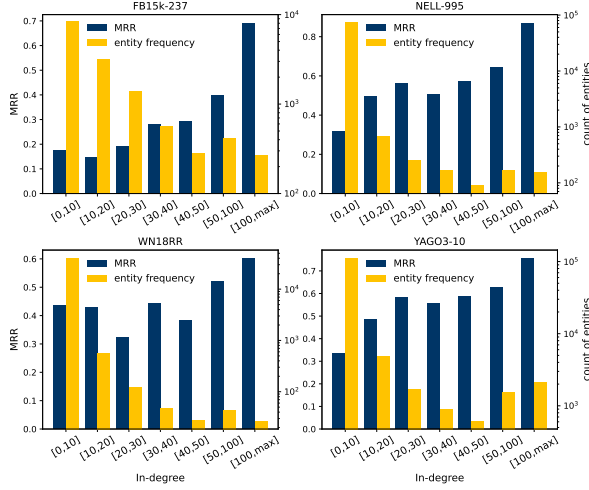 FB15k-237
MRR
entity frequency
MRR
0.7
0.6
0.5
0.4
0.3
0.2
0.1
0.0
10^4
10^3
10^2
[0,10]
[10,20]
[20,30]
[30,40]
[40,50]
[50,100]
[100,max]
NELL-995
MRR
entity frequency
0.8
0.6
0.4
0.2
0.0
10^5
10^4
10^3
10^2
count of entities
[0,10]
[10,20]
[20,30]
[30,40]
[40,50]
[50,100]
[100,max]
WN18RR
MRR
entity frequency
MRR
0.6
0.5
0.4
0.3
0.2
0.1
0.0
10^4
10^3
10^2
[0,10]
[10,20]
[20,30]
[30,40]
[40,50]
[50,100]
[100,max]
In-degree
YAGO3-10
MRR
entity frequency
0.7
0.6
0.5
0.4
0.3
0.2
0.1
0.0
10^5
10^4
10^3
count of entities
[0,10]
[10,20]
[20,30]
[30,40]
[40,50]
[50,100]
[100,max]
In-degree